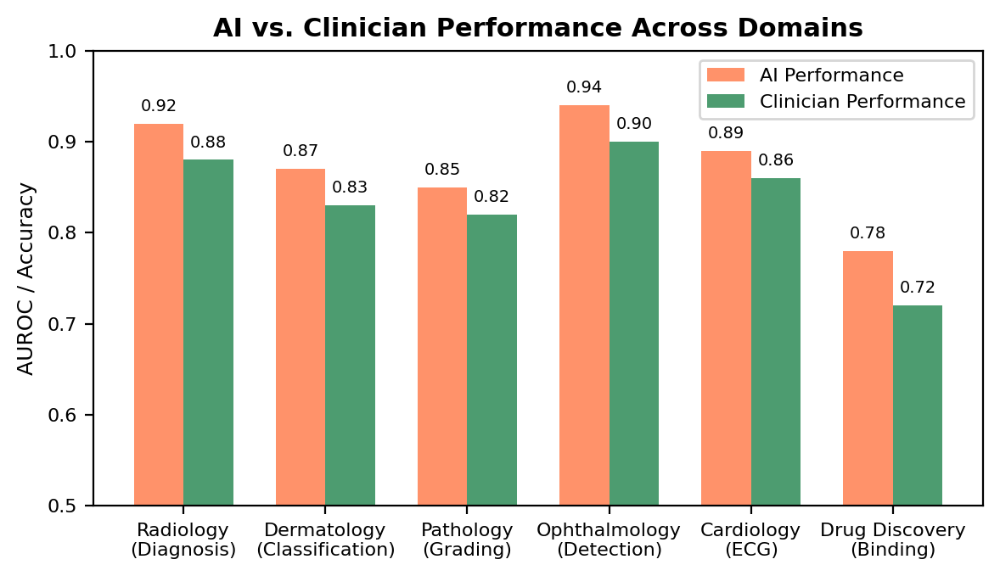 AI vs. Clinician Performance Across Domains
AI Performance
Clinician Performance
AUROC / Accuracy
1.0
0.9
0.8
0.7
0.6
0.5
0.92
0.88
0.87
0.83
0.85
0.82
0.94
0.90
0.89
0.86
0.78
0.72
Radiology
(Diagnosis)
Dermatology
(Classification)
Pathology
(Grading)
Ophthalmology
(Detection)
Cardiology
(ECG)
Drug Discovery
(Binding)